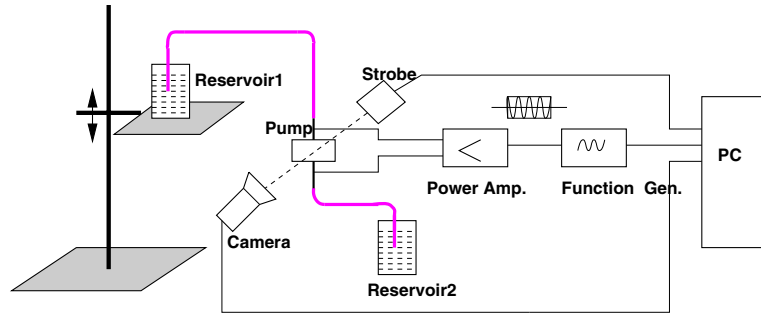 Reservoir1
Strobe
Pump
PC
Power Amp.
Function Gen.
Camera
Reservoir2